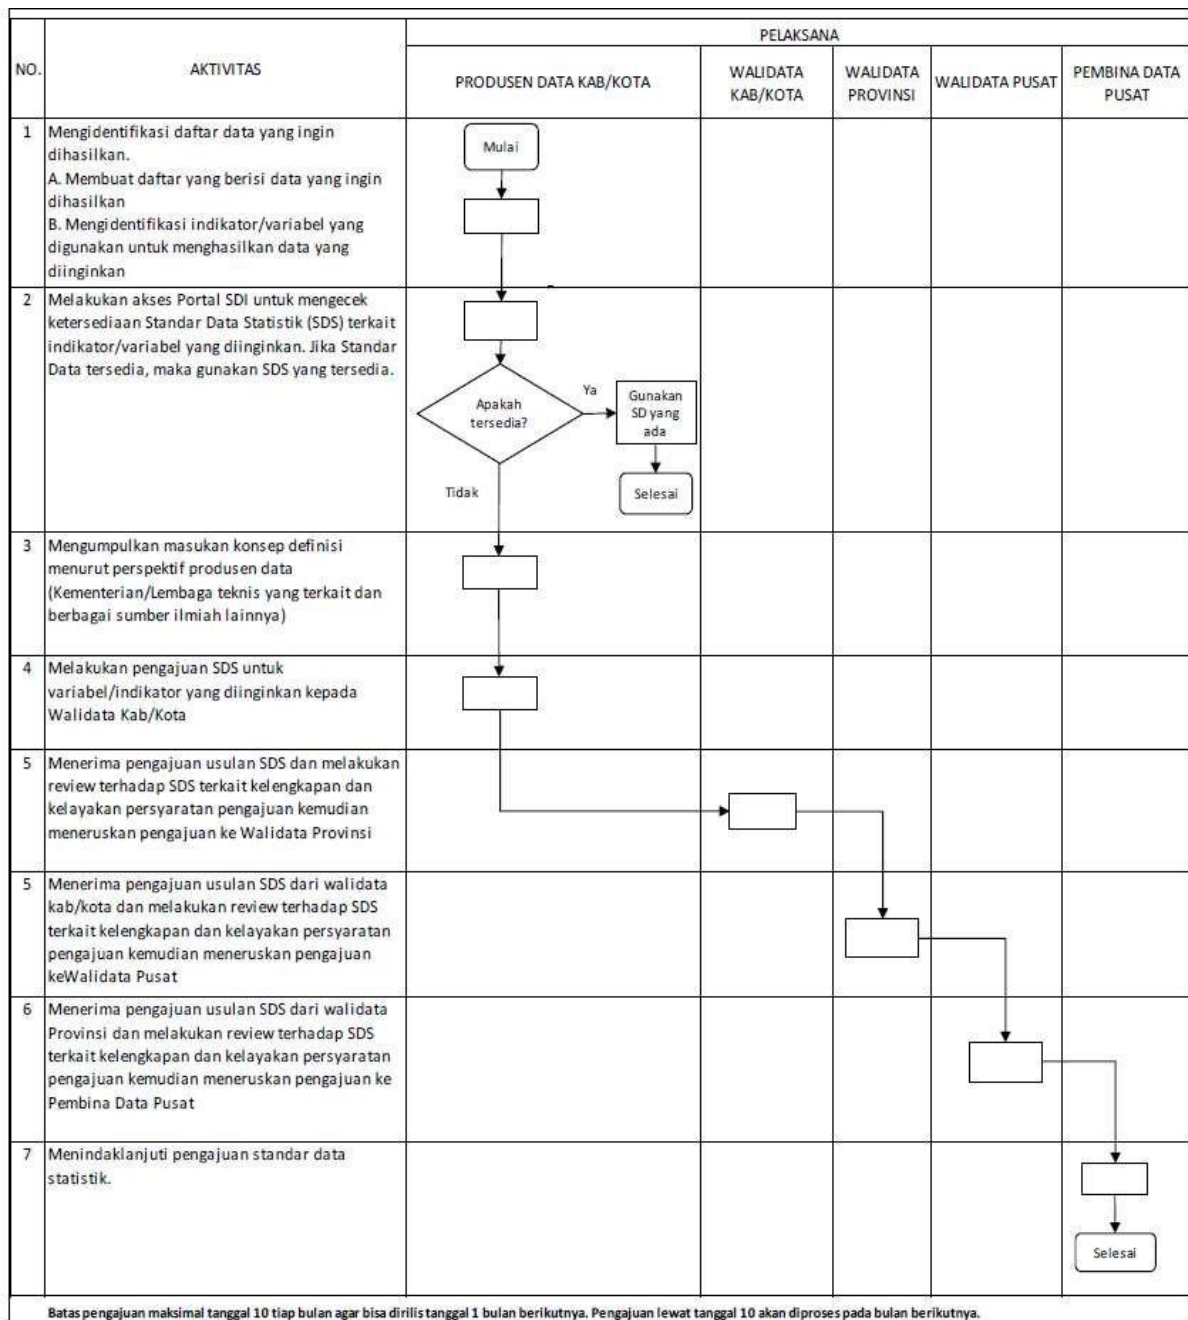 PELAKSANA
NO.
AKTIVITAS
PRODUSEN DATA KAB/KOTA
WALIDATA
KAB/KOTA
WALIDATA
PROVINSI
WALIDATA PUSAT
PEMBINA DATA
PUSAT
1
Mengidentifikasi daftar data yang ingin
dihasilkan.
A. Membuat daftar yang berisi data yang ingin
dihasilkan
B. Mengidentifikasi indikator/variabel yang
digunakan untuk menghasilkan data yang
diinginkan
Mulai
2
Melakukan akses Portal SDI untuk mengecek
ketersediaan Standar Data Statistik (SDS) terkait
indikator/variabel yang diinginkan. Jika Standar
Data tersedia, maka gunakan SDS yang tersedia.
Apakah
tersedia?
Ya
Gunakan
SD yang
ada
Tidak
Selesai
3
Mengumpulkan masukan konsep definisi
menurut perspektif produsen data
(Kementerian/Lembaga teknis yang terkait dan
berbagai sumber ilmiah lainnya)
4
Melakukan pengajuan SDS untuk
variabel/indikator yang diinginkan kepada
Walidata Kab/Kota
5
Menerima pengajuan usulan SDS dan melakukan
review terhadap SDS terkait kelengkapan dan
kelayakan persyaratan pengajuan kemudian
meneruskan pengajuan ke Walidata Provinsi
5
Menerima pengajuan usulan SDS dari walidata
kab/kota dan melakukan review terhadap SDS
terkait kelengkapan dan kelayakan persyaratan
pengajuan kemudian meneruskan pengajuan
keWalidata Pusat
6
Menerima pengajuan usulan SDS dari walidata
Provinsi dan melakukan review terhadap SDS
terkait kelengkapan dan kelayakan persyaratan
pengajuan kemudian meneruskan pengajuan ke
Pembina Data Pusat
7
Menindaklanjuti pengajuan standar data
statistik.
Selesai
Batas pengajuan maksimal tanggal 10 tiap bulan agar bisa dirilis tanggal 1 bulan berikutnya. Pengajuan lewat tanggal 10 akan diproses pada bulan berikutnya.